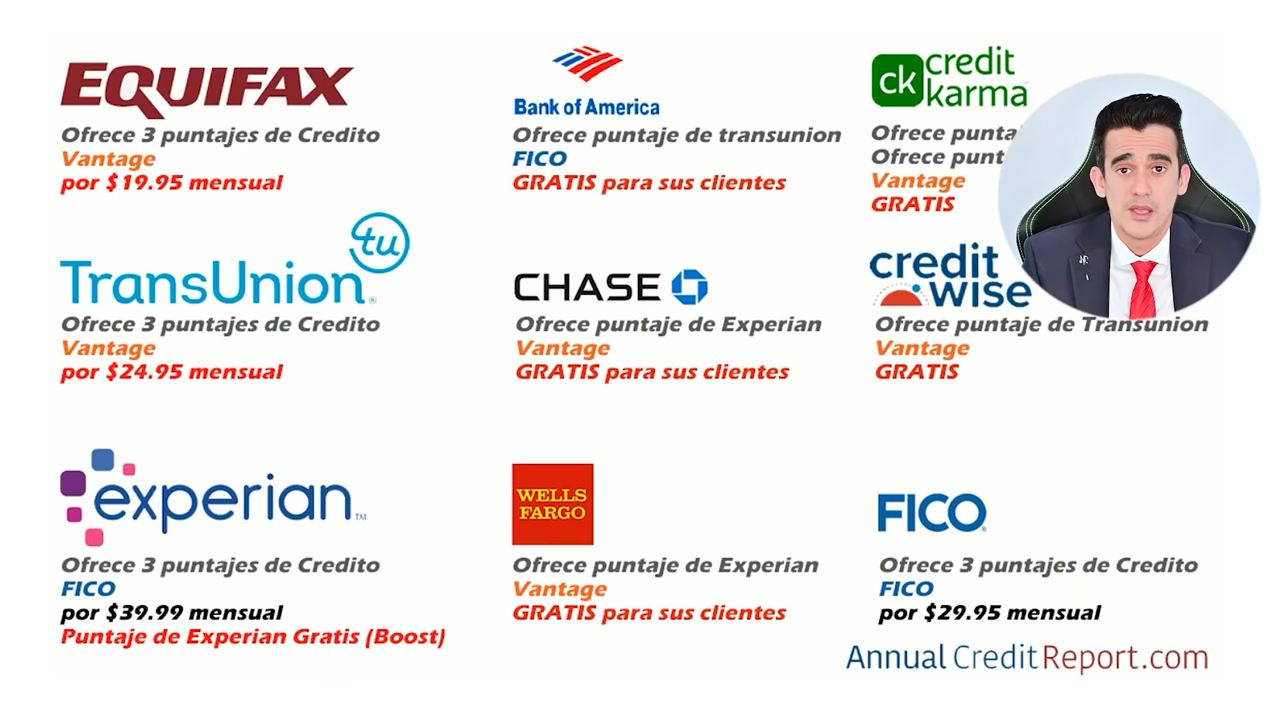 EQUIFAX
Ofrece 3 puntajes de Credito
Vantage
por $19.95 mensual
tu
TransUnion®
Ofrece 3 puntajes de Credito
Vantage
por $24.95 mensual
experian™
Ofrece 3 puntajes de Credito
FICO
por $39.99 mensual
Puntaje de Experian Gratis (Boost)
Bank of America
Ofrece puntaje de transunion
FICO
GRATIS para sus clientes
CHASE
Ofrece puntaje de Experian
Vantage
GRATIS para sus clientes
WELLS
FARGO
Ofrece puntaje de Experian
Vantage
GRATIS para sus clientes
ck
credit
karma
Ofrece
Ofrece
Vantage
GRATIS
credit
wise
Ofrece puntaje de Transunion
Vantage
GRATIS
FICO
Ofrece 3 puntajes de Credito
FICO
por $29.95 mensual
AnnualCreditReport.com